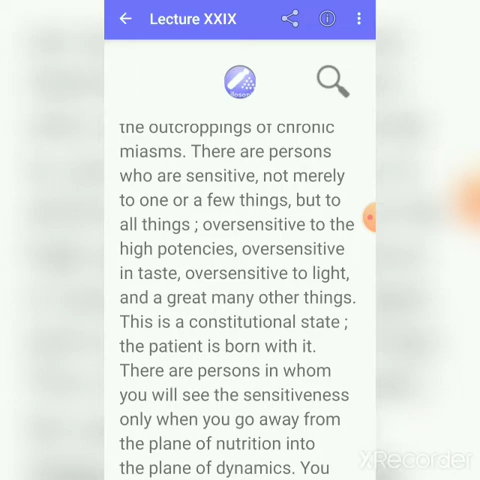 Lecture XXIX
the outcroppings of chronic
miasms. There are persons
who are sensitive, not merely
to one or a few things, but to
all things ; oversensitive to the
high potencies, oversensitive
in taste, oversensitive to light,
and a great many other things.
This is a constitutional state ;
the patient is born with it.
There are persons in whom
you will see the sensitiveness
only when you go away from
the plane of nutrition into
the plane of dynamics. You
XRecorder